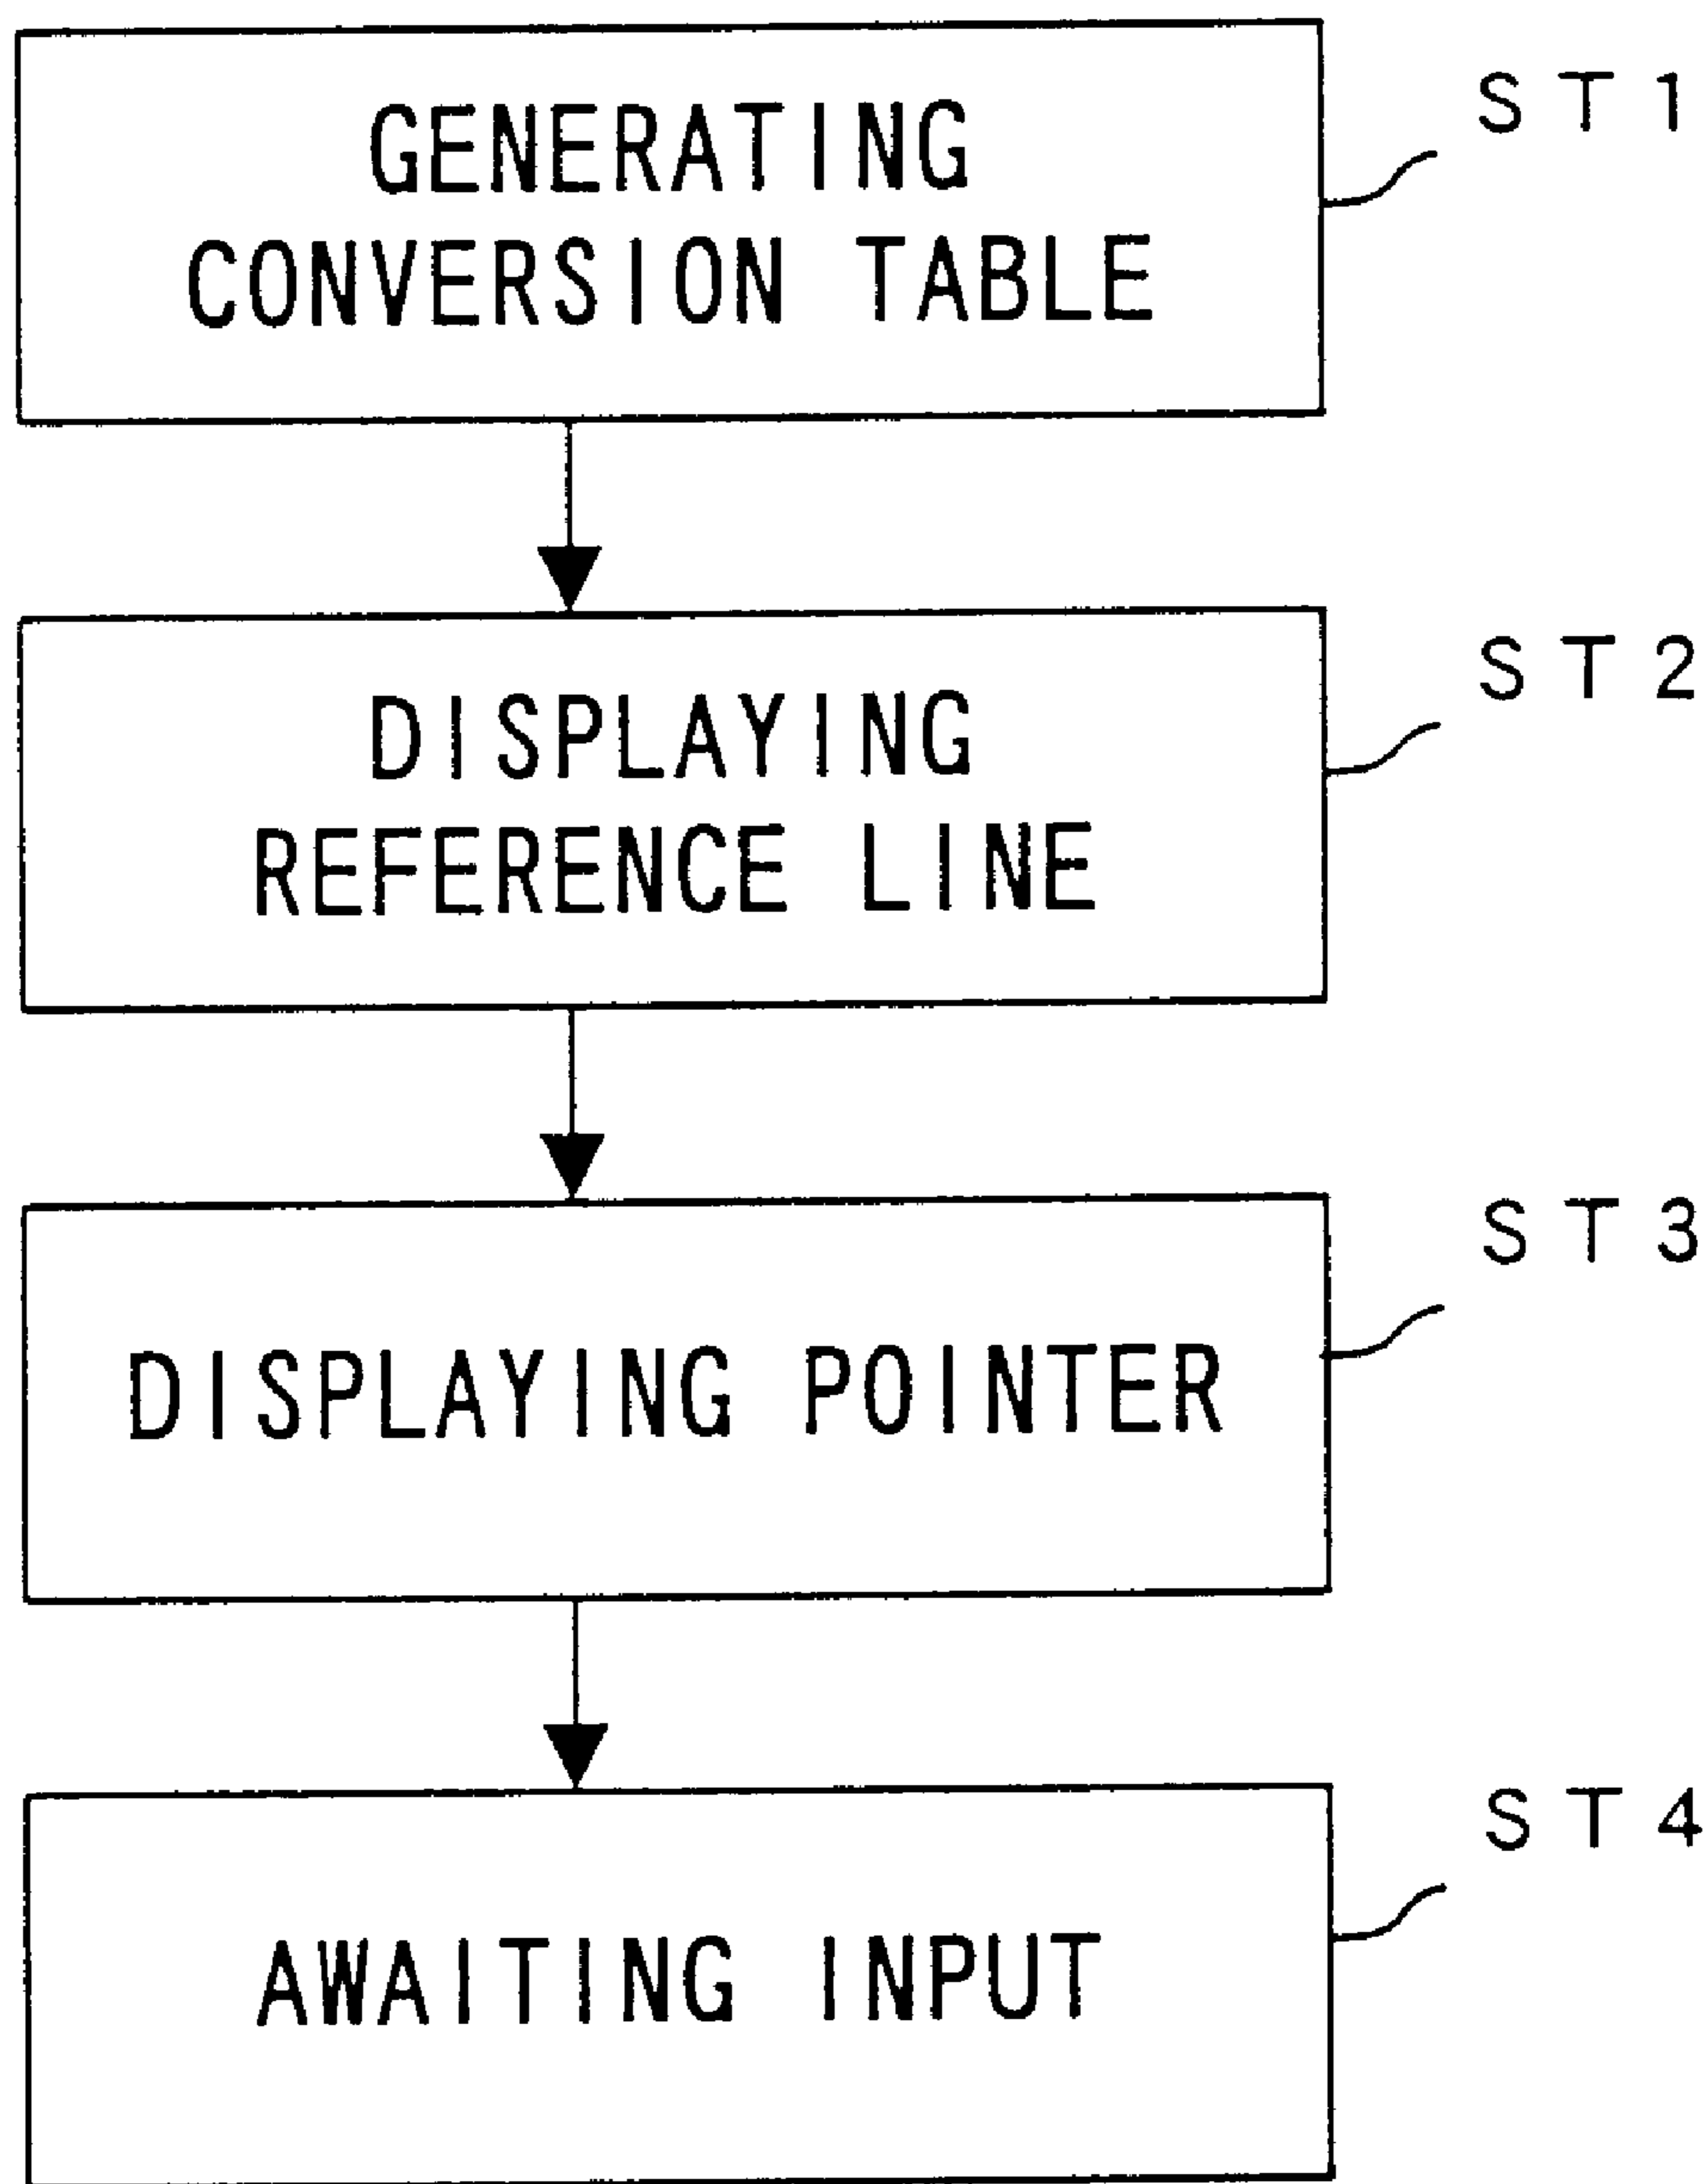 GENERATING
CONVERSION TABLE
ST1
DISPLAYING
REFERENCE LINE
ST2
DISPLAYING POINTER
ST3
AWAITING INPUT
ST4